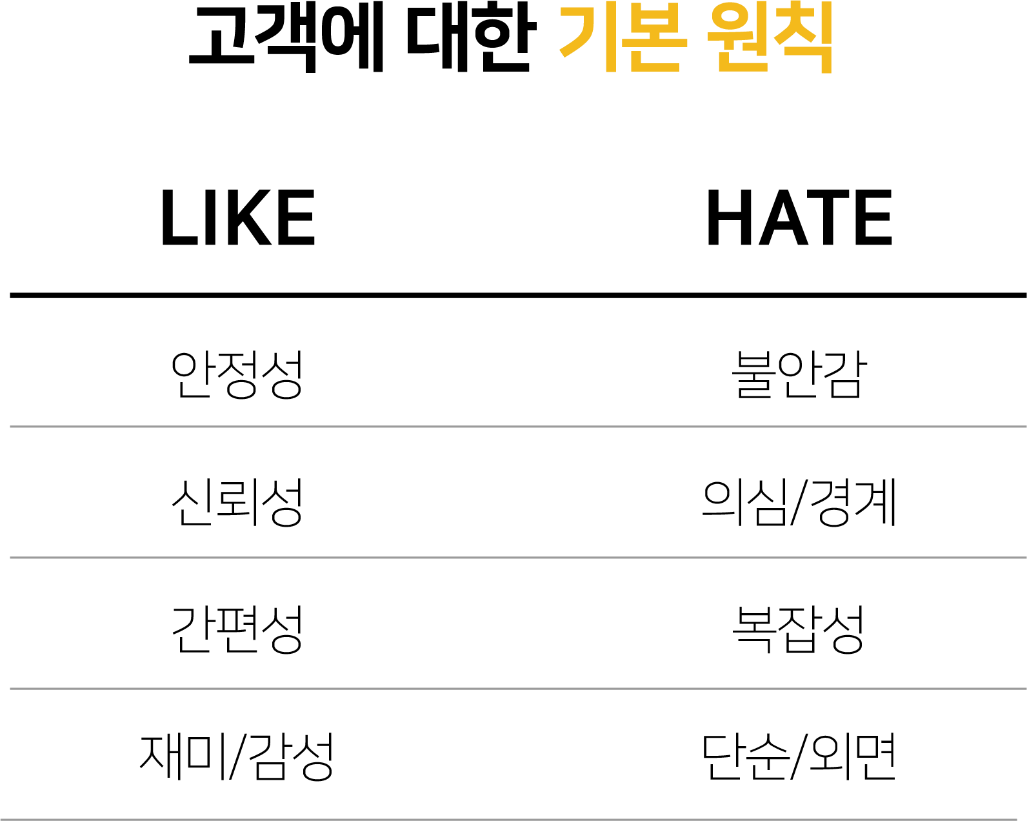 고객에 대한 기본 원칙
LIKE HATE
안정성 불안감
신뢰성 의심/경계
간편성 복잡성
재미/감성 단순/외면